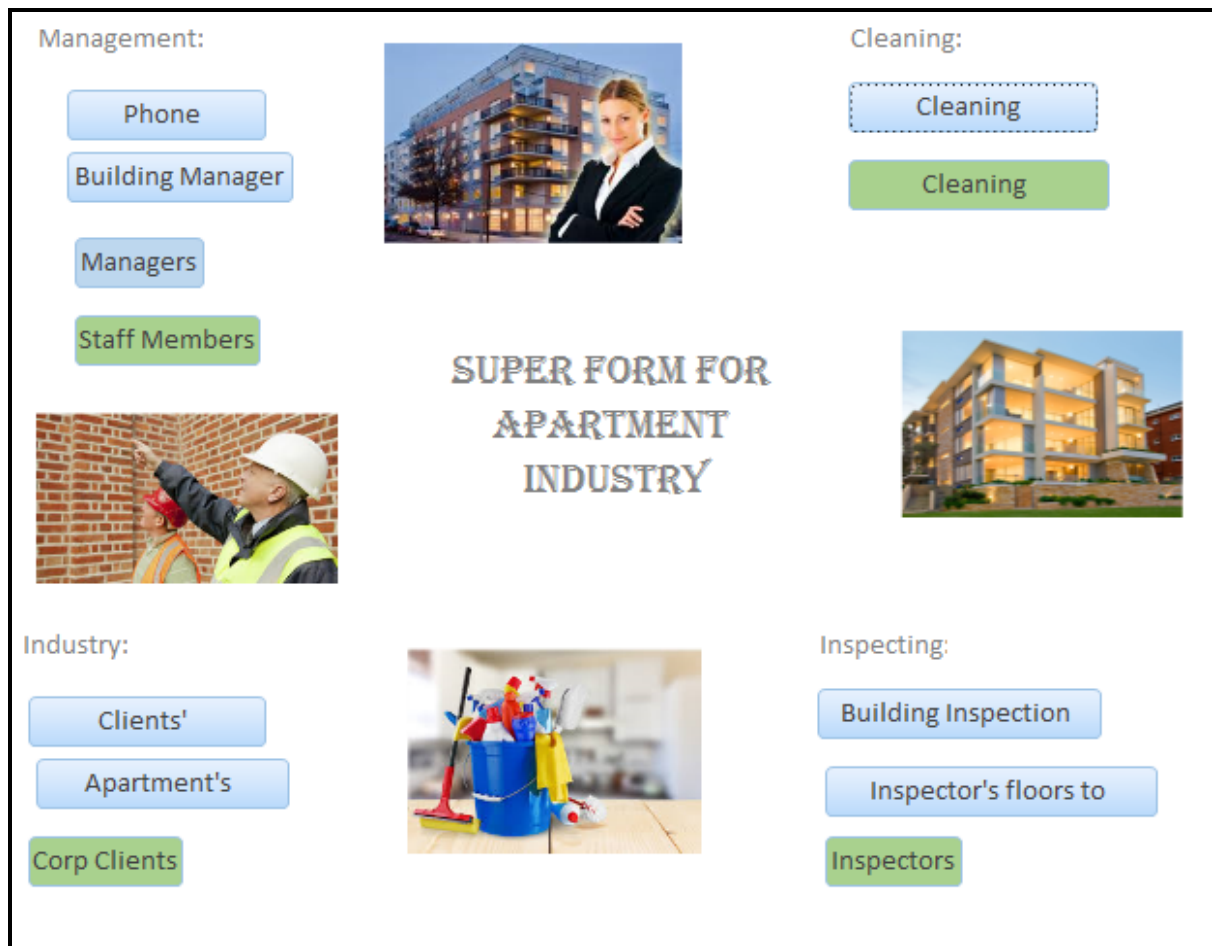 Management:
Phone
Building Manager
Managers
Staff Members
Cleaning:
Cleaning
Cleaning
SUPER FORM FOR
APARTMENT
INDUSTRY
Industry:
Clients'
Apartment's
Corp Clients
Inspecting:
Building Inspection
Inspector's floors to
Inspectors